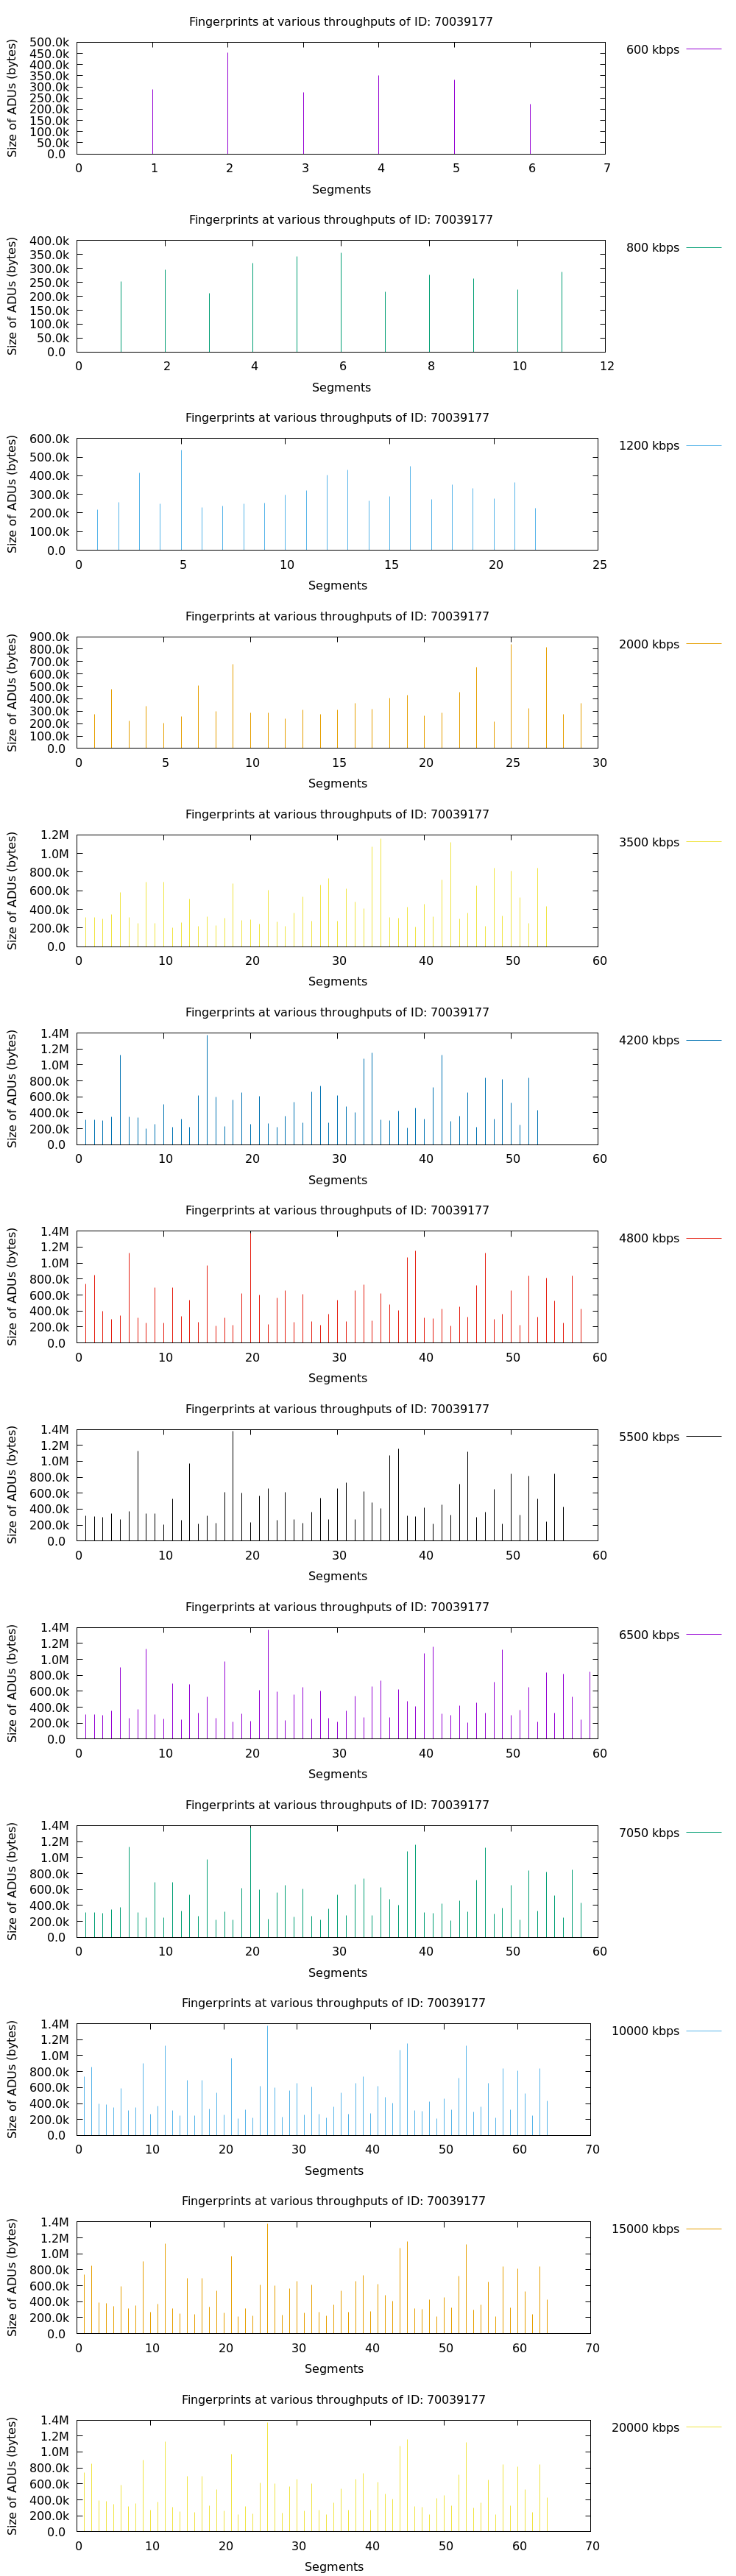 Fingerprints at various throughputs of ID: 70039177
600 kbps
Size of ADUs (bytes)
500.0k
450.0k
400.0k
350.0k
300.0k
250.0k
200.0k
150.0k
100.0k
50.0k
0.0
0 1 2 3 4 5 6 7
Segments
Fingerprints at various throughputs of ID: 70039177
800 kbps
Size of ADUs (bytes)
400.0k
350.0k
300.0k
250.0k
200.0k
150.0k
100.0k
50.0k
0.0
0 2 4 6 8 10 12
Segments
Fingerprints at various throughputs of ID: 70039177
1200 kbps
Size of ADUs (bytes)
600.0k
500.0k
400.0k
300.0k
200.0k
100.0k
0.0
0 5 10 15 20 25
Segments
Fingerprints at various throughputs of ID: 70039177
2000 kbps
Size of ADUs (bytes)
900.0k
800.0k
700.0k
600.0k
500.0k
400.0k
300.0k
200.0k
100.0k
0.0
0 5 10 15 20 25 30
Segments
Fingerprints at various throughputs of ID: 70039177
3500 kbps
Size of ADUs (bytes)
1.2M
1.0M
800.0k
600.0k
400.0k
200.0k
0.0
0 10 20 30 40 50 60
Segments
Fingerprints at various throughputs of ID: 70039177
4200 kbps
Size of ADUs (bytes)
1.4M
1.2M
1.0M
800.0k
600.0k
400.0k
200.0k
0.0
0 10 20 30 40 50 60
Segments
Fingerprints at various throughputs of ID: 70039177
4800 kbps
Size of ADUs (bytes)
1.4M
1.2M
1.0M
800.0k
600.0k
400.0k
200.0k
0.0
0 10 20 30 40 50 60
Segments
Fingerprints at various throughputs of ID: 70039177
5500 kbps
Size of ADUs (bytes)
1.4M
1.2M
1.0M
800.0k
600.0k
400.0k
200.0k
0.0
0 10 20 30 40 50 60
Segments
Fingerprints at various throughputs of ID: 70039177
6500 kbps
Size of ADUs (bytes)
1.4M
1.2M
1.0M
800.0k
600.0k
400.0k
200.0k
0.0
0 10 20 30 40 50 60
Segments
Fingerprints at various throughputs of ID: 70039177
7050 kbps
Size of ADUs (bytes)
1.4M
1.2M
1.0M
800.0k
600.0k
400.0k
200.0k
0.0
0 10 20 30 40 50 60
Segments
Fingerprints at various throughputs of ID: 70039177
10000 kbps
Size of ADUs (bytes)
1.4M
1.2M
1.0M
800.0k
600.0k
400.0k
200.0k
0.0
0 10 20 30 40 50 60 70
Segments
Fingerprints at various throughputs of ID: 70039177
15000 kbps
Size of ADUs (bytes)
1.4M
1.2M
1.0M
800.0k
600.0k
400.0k
200.0k
0.0
0 10 20 30 40 50 60 70
Segments
Fingerprints at various throughputs of ID: 70039177
20000 kbps
Size of ADUs (bytes)
1.4M
1.2M
1.0M
800.0k
600.0k
400.0k
200.0k
0.0
0 10 20 30 40 50 60 70
Segments